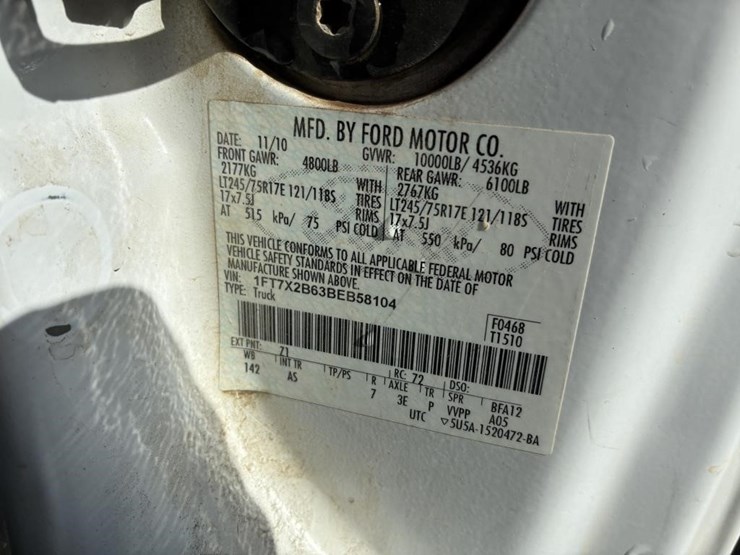 MFD. BY FORD MOTOR CO.
DATE: 11/10 GVWR: 10000LB/ 4536KG
FRONT GAWR: 4800LB REAR GAWR: 6100LB
2177KG WITH 2767KG WITH
LT245/75R17E 121/118S TIRES LT245/75R17E 121/118S TIRES
17x7.5J RIMS 17x7.5J RIMS
AT 515 kPa/ 75 PSI COLD AT 550 kPa/ 80 PSI COLD
THIS VEHICLE CONFORMS TO ALL APPLICABLE FEDERAL MOTOR
VEHICLE SAFETY STANDARDS IN EFFECT ON THE DATE OF
MANUFACTURE SHOWN ABOVE.
VIN: 1FT7X2B63BEB58104
TYPE: Truck
F0468
T1510
EXT PNT: Z1 RC: 72 DSO:
WB INT TR TP/PS R AXLE TR SPR BFA12
142 AS 7 3E P VVPP A05
UTC ▽5U5A-1520472-BA